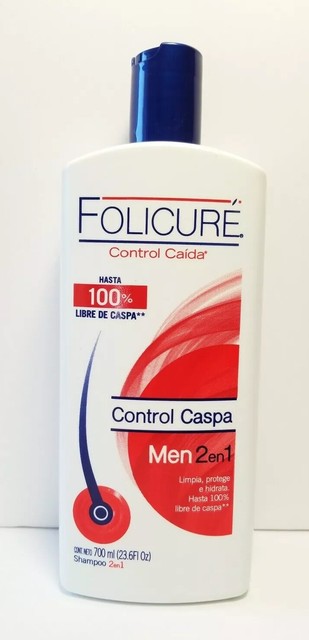 FOLICURÉ®
Control Caída*
HASTA
100%
LIBRE DE CASPA**
Control Caspa
Men 2en1
Limpia, protege
e hidrata.
Hasta 100%
libre de caspa**
CONT. NETO 700 ml (23.6Fl Oz)
Shampoo 2en1